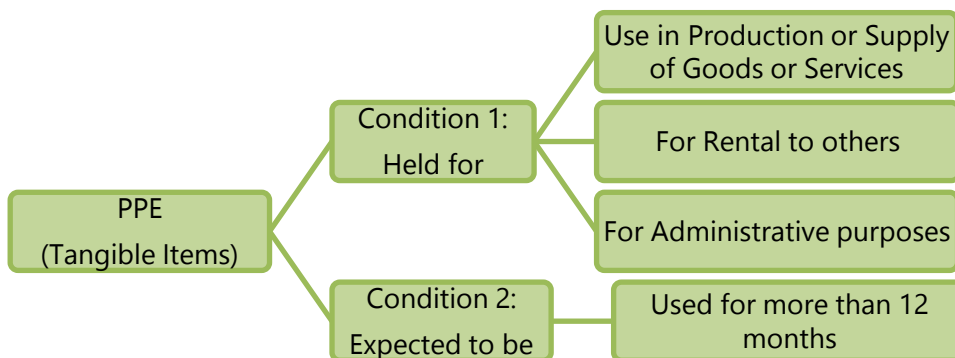 PPE
(Tangible Items)
Condition 1:
Held for
Use in Production or Supply
of Goods or Services
For Rental to others
For Administrative purposes
Condition 2:
Expected to be
Used for more than 12
months